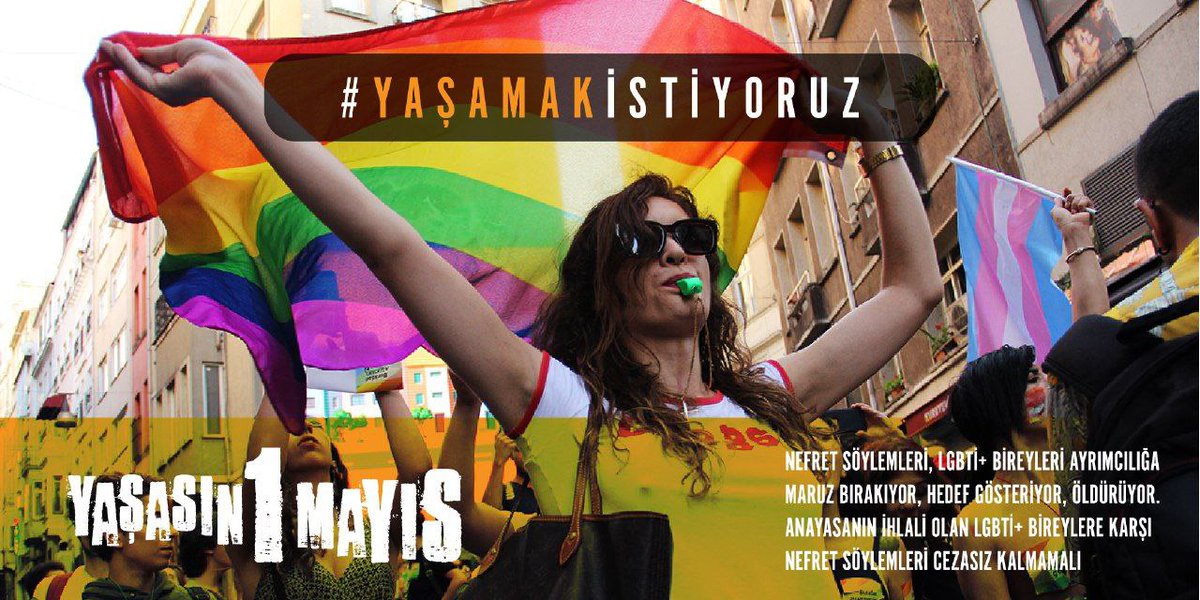 #YAŞAMAKİSTİYORUZ
YAŞASIN 1 MAYIS
NEFRET SÖYLEMLERİ, LGBTİ+ BİREYLERİ AYRIMCILIĞA
MARUZ BIRAKIYOR, HEDEF GÖSTERİYOR, ÖLDÜRÜYOR.
ANAYASANIN İHLALİ OLAN LGBTİ+ BİREYLERE KARŞI
NEFRET SÖYLEMLERİ CEZASIZ KALMAMALI